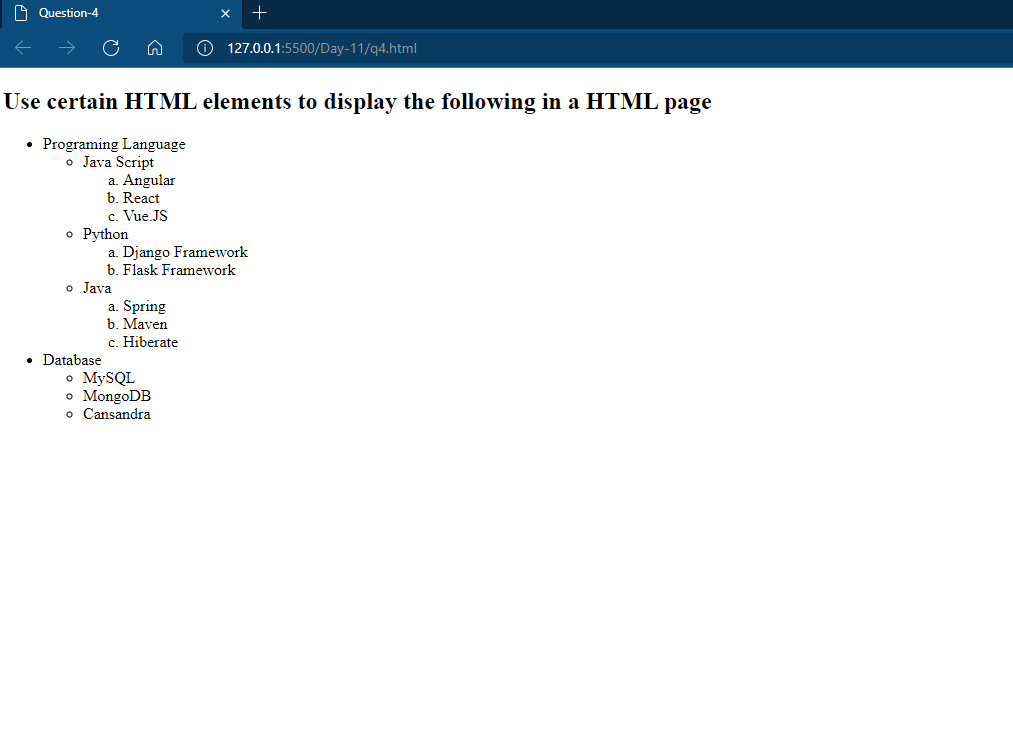 Question-4
127.0.0.1:5500/Day-11/q4.html
Use certain HTML elements to display the following in a HTML page
Programing Language
Java Script
a. Angular
b. React
c. Vue.JS
Python
a. Django Framework
b. Flask Framework
Java
a. Spring
b. Maven
c. Hiberate
Database
MySQL
MongoDB
Cansandra